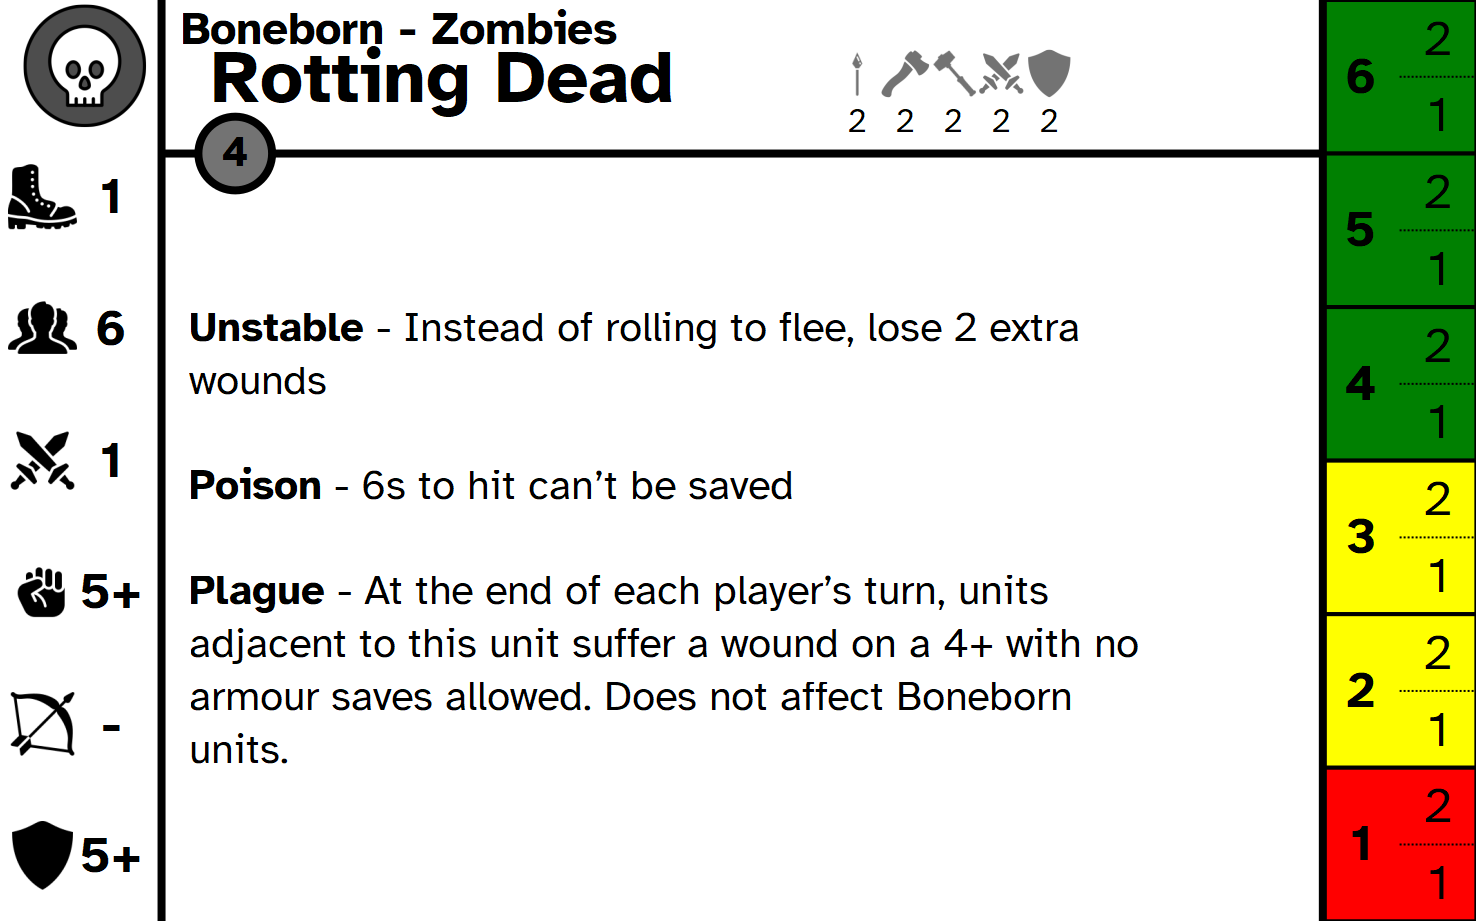 Boneborn - Zombies
Rotting Dead
2 2 2 2 2
4
1
6
1
5+
-
5+
Unstable - Instead of rolling to flee, lose 2 extra
wounds
Poison - 6s to hit can’t be saved
Plague - At the end of each player’s turn, units
adjacent to this unit suffer a wound on a 4+ with no
armour saves allowed. Does not affect Boneborn
units.
6
2
1
5
2
1
4
2
1
3
2
1
2
2
1
1
2
1